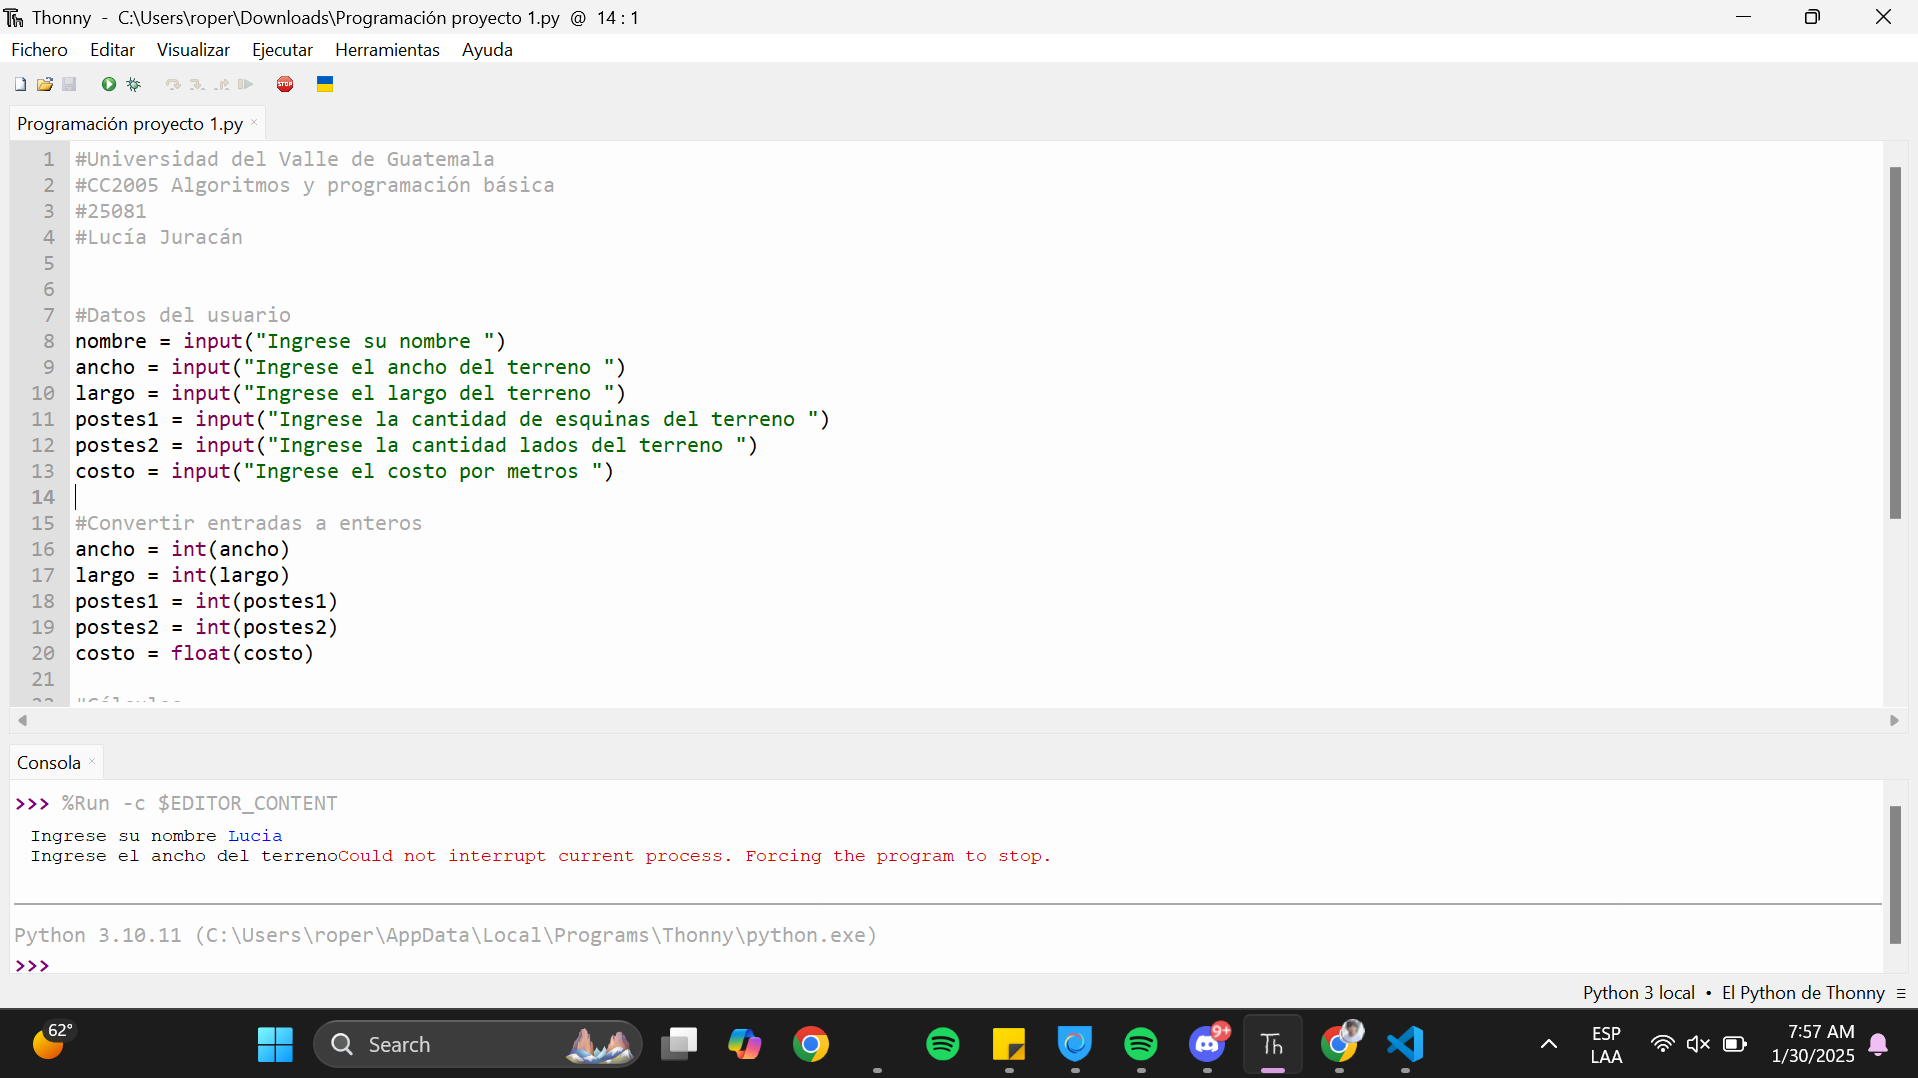 Thonny - C:\Users\roper\Downloads\Programación proyecto 1.py @ 14 : 1
Fichero Editar Visualizar Ejecutar Herramientas Ayuda
STOP
Programación proyecto 1.py
1 #Universidad del Valle de Guatemala
2 #CC2005 Algoritmos y programación básica
3 #25081
4 #Lucía Juracán
5
6
7 #Datos del usuario
8 nombre = input("Ingrese su nombre ")
9 ancho = input("Ingrese el ancho del terreno ")
10 largo = input("Ingrese el largo del terreno ")
11 postes1 = input("Ingrese la cantidad de esquinas del terreno ")
12 postes2 = input("Ingrese la cantidad lados del terreno ")
13 costo = input("Ingrese el costo por metros ")
14
15 #Convertir entradas a enteros
16 ancho = int(ancho)
17 largo = int(largo)
18 postes1 = int(postes1)
19 postes2 = int(postes2)
20 costo = float(costo)
21
Consola
>>> %Run -c $EDITOR_CONTENT
Ingrese su nombre Lucia
Ingrese el ancho del terrenoCould not interrupt current process. Forcing the program to stop.
Python 3.10.11 (C:\Users\roper\AppData\Local\Programs\Thonny\python.exe)
>>>
Python 3 local • El Python de Thonny ≡
62°
Search
9+
Th
ESP
LAA
7:57 AM
1/30/2025